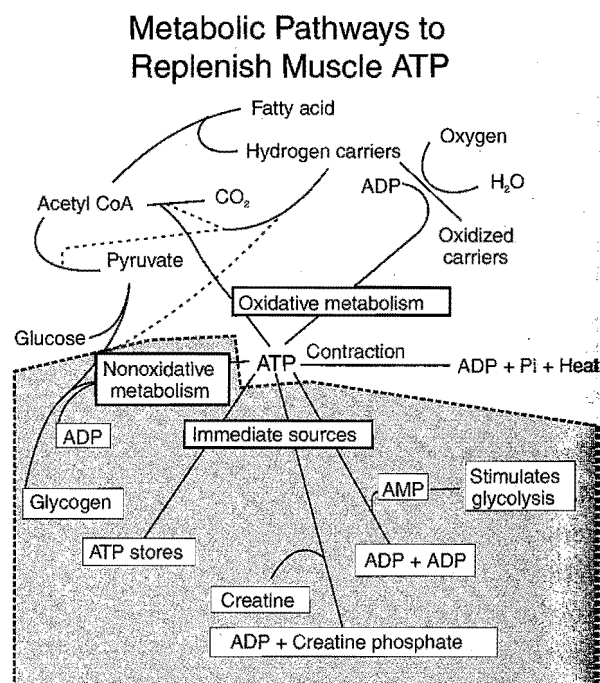 Metabolic Pathways to
Replenish Muscle ATP
Fatty acid
Oxygen
Hydrogen carriers
ADP
H₂O
CO₂
Acetyl CoA
Oxidized
carriers
Pyruvate
Oxidative metabolism
Glucose
Contraction
ATP
ADP + Pi + Heat
Nonoxidative
metabolism
ADP
Immediate sources
AMP
Stimulates
glycolysis
Glycogen
ATP stores
ADP + ADP
Creatine
ADP + Creatine phosphate